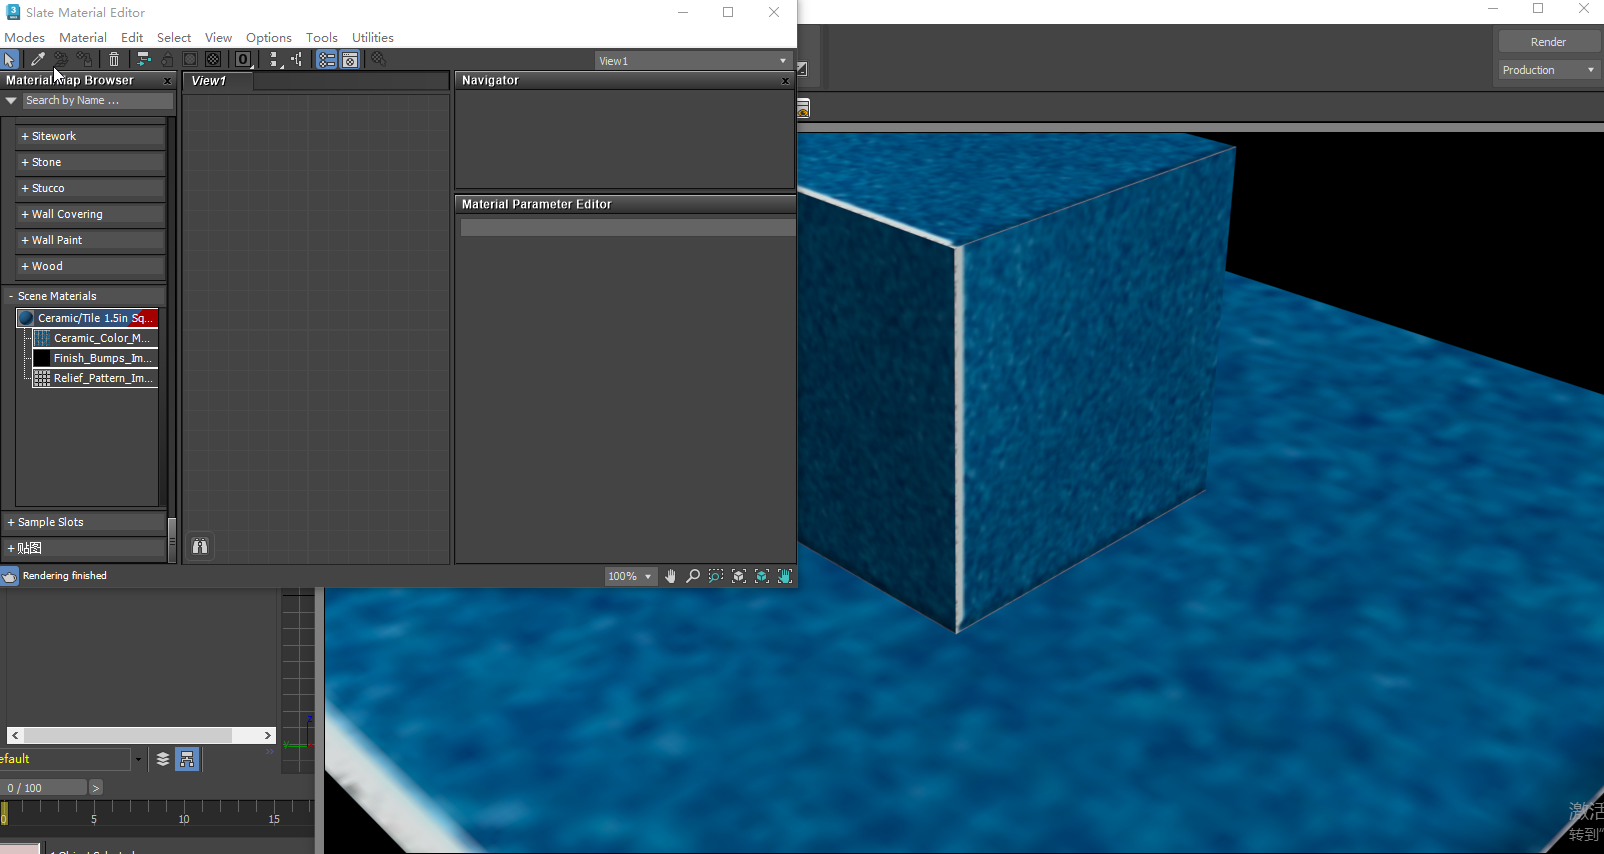 Slate Material Editor
Modes Material Edit Select View Options Tools Utilities
View1
Render
Production
Material/Map Browser
View1
Navigator
Search by Name ...
+ Sitework
+ Stone
+ Stucco
+ Wall Covering
+ Wall Paint
+ Wood
- Scene Materials
Ceramic/Tile 1.5in Sq...
Ceramic_Color_M...
Finish_Bumps_Im...
Relief_Pattern_Im...
+ Sample Slots
+ 贴图
Material Parameter Editor
Rendering finished
100%
efault
0 / 100
>
0 5 10 15
1 Object Selected
激活
转到"